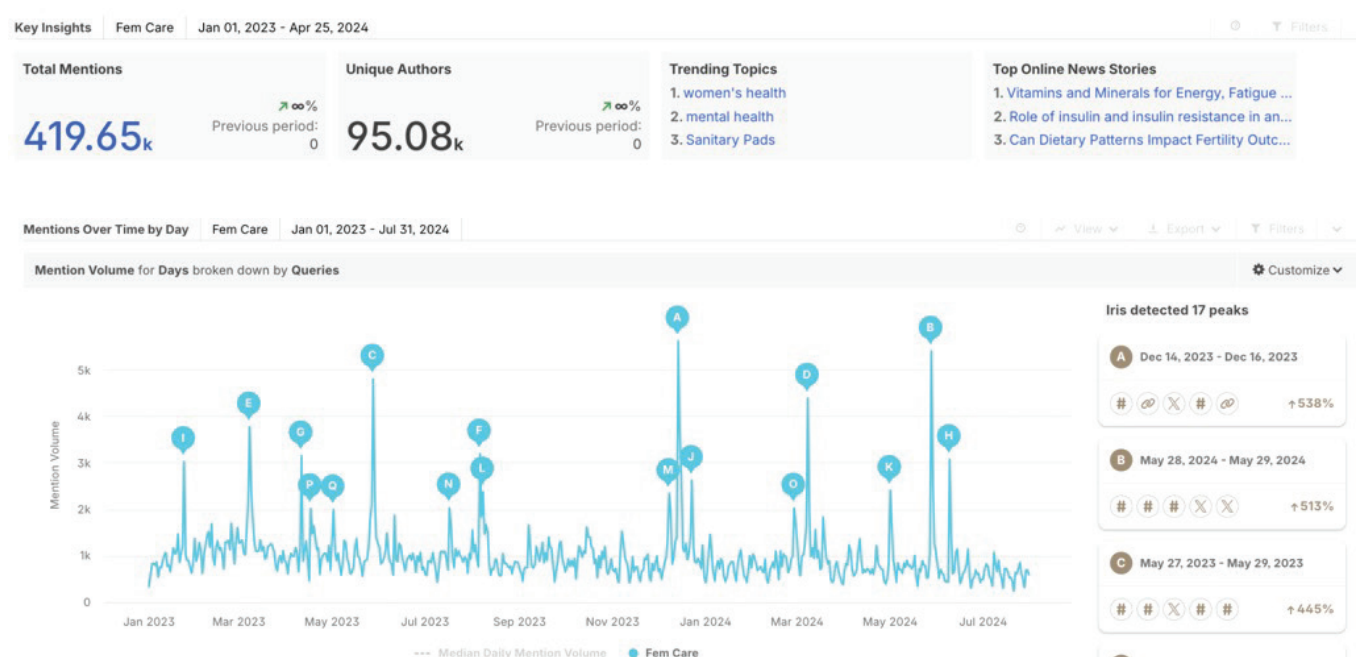 Key Insights Fem Care Jan 01, 2023 - Apr 25, 2024 Filters
Total Mentions
419.65k
∞%
Previous period:
0
Unique Authors
95.08k
∞%
Previous period:
0
Trending Topics
1. women's health
2. mental health
3. Sanitary Pads
Top Online News Stories
1. Vitamins and Minerals for Energy, Fatigue ...
2. Role of insulin and insulin resistance in an...
3. Can Dietary Patterns Impact Fertility Outc...
Mentions Over Time by Day Fem Care Jan 01, 2023 - Jul 31, 2024 View Export Filters
Mention Volume for Days broken down by Queries Customize
Mention Volume
5k
4k
3k
2k
1k
0
I
E
G
P
Q
C
N
F
L
M
A
J
O
D
K
B
H
Jan 2023 Mar 2023 May 2023 Jul 2023 Sep 2023 Nov 2023 Jan 2024 Mar 2024 May 2024 Jul 2024
Median Daily Mention Volume Fem Care
Iris detected 17 peaks
A Dec 14, 2023 - Dec 16, 2023
# # ↑538%
B May 28, 2024 - May 29, 2024
# # # ↑513%
C May 27, 2023 - May 29, 2023
# # # # ↑445%